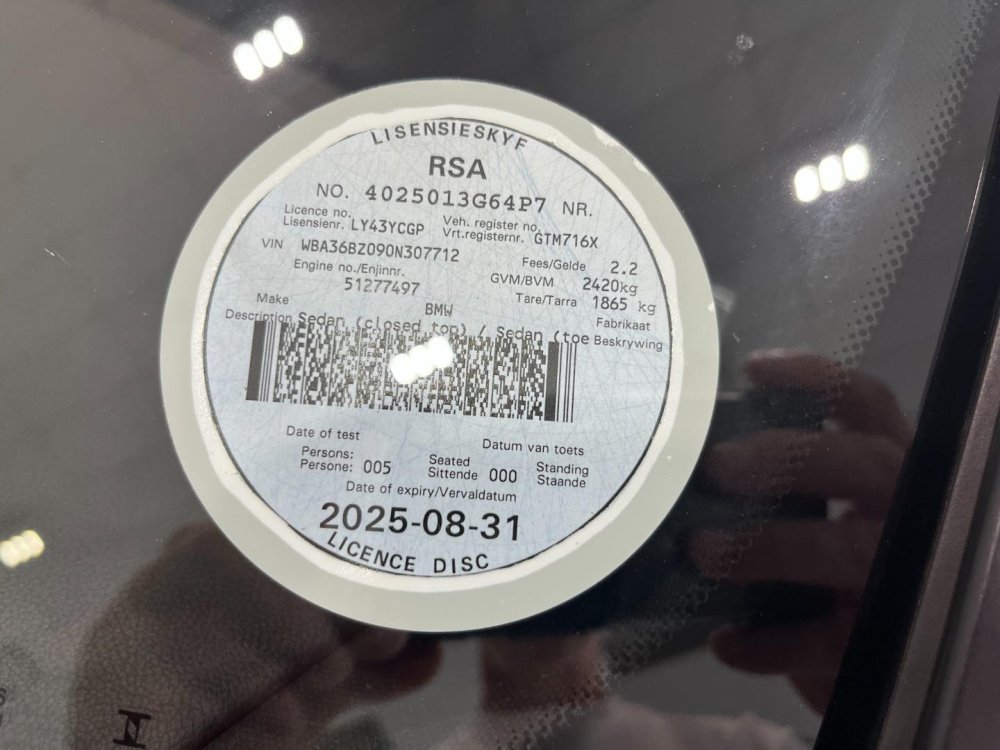 LISENSIESKYF
RSA
NO. 4025013G64P7 NR.
Licence no.
Lisensienr. LY43YCGP
Veh. register no.
Vrt.registernr. GTM716X
VIN WBA36BZ090N307712
Fees/Gelde 2.2
Engine no./Enjinnr.
51277497
GVM/BVM 2420kg
Tare/Tarra 1865 kg
Make BMW Fabrikaat
Description Sedan (closed top) / Sedan (toe Beskrywing
Date of test Datum van toets
Persons:
Persone: 005
Seated
Sittende 000
Standing
Staande
Date of expiry/Vervaldatum
2025-08-31
LICENCE DISC